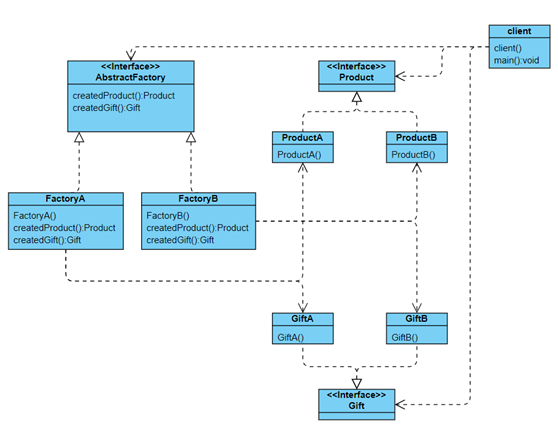 client
client()
main():void
<<Interface>>
AbstractFactory
createdProduct():Product
createdGift():Gift
<<Interface>>
Product
ProductA
ProductA()
ProductB
ProductB()
FactoryA
FactoryA()
createdProduct():Product
createdGift():Gift
FactoryB
FactoryB()
createdProduct():Product
createdGift():Gift
GiftA
GiftA()
GiftB
GiftB()
<<Interface>>
Gift